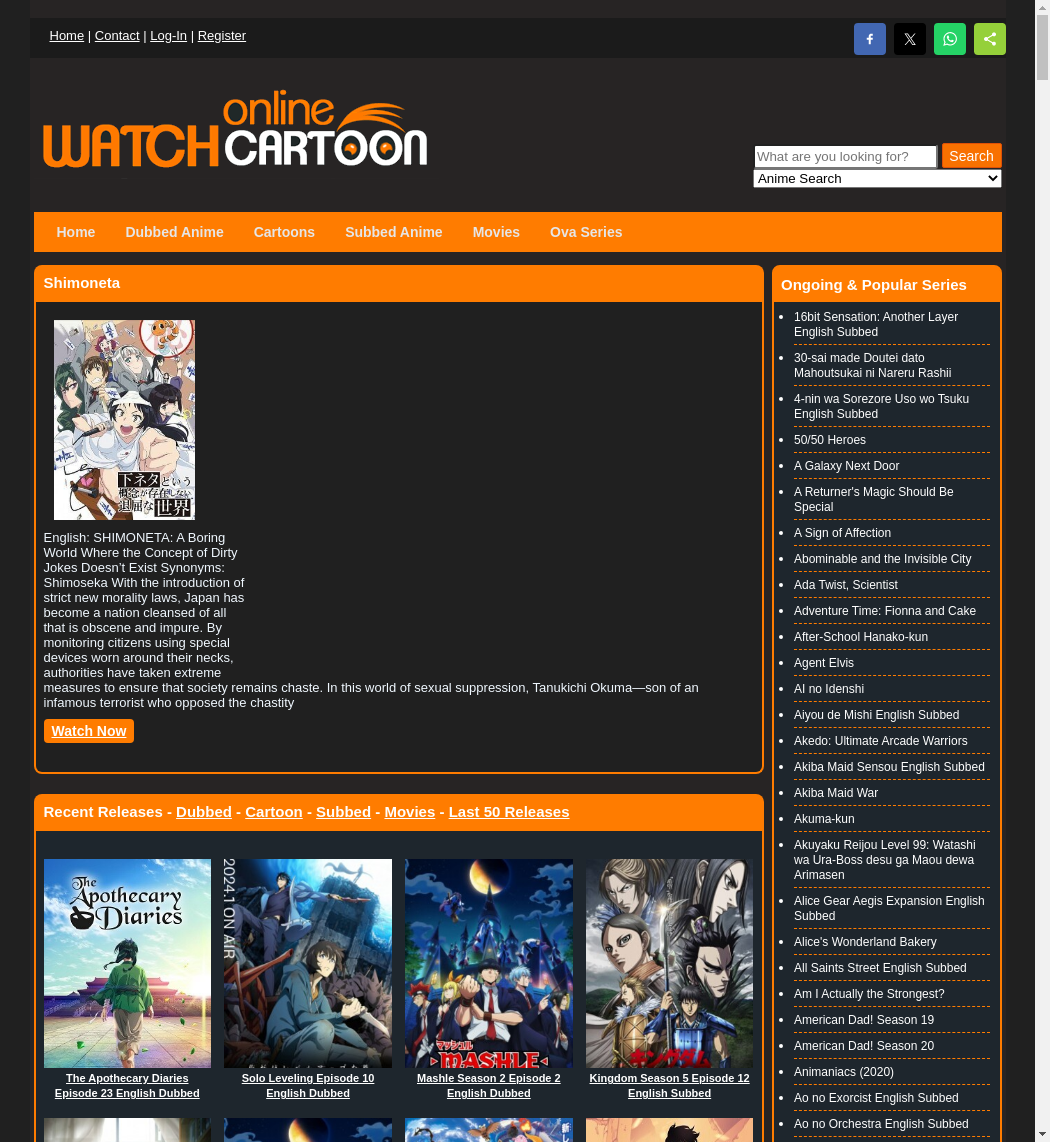 Home | Contact | Log-In | Register
online
WATCH CARTOON
What are you looking for? Search
Anime Search
Home Dubbed Anime Cartoons Subbed Anime Movies Ova Series
Shimoneta
下ネタという
概念が存在しない
退屈な世界
English: SHIMONETA: A Boring
World Where the Concept of Dirty
Jokes Doesn’t Exist Synonyms:
Shimoseka With the introduction of
strict new morality laws, Japan has
become a nation cleansed of all
that is obscene and impure. By
monitoring citizens using special
devices worn around their necks,
authorities have taken extreme
measures to ensure that society remains chaste. In this world of sexual suppression, Tanukichi Okuma—son of an
infamous terrorist who opposed the chastity
Watch Now
Recent Releases - Dubbed - Cartoon - Subbed - Movies - Last 50 Releases
The
Apothecary
Diaries
The Apothecary Diaries
Episode 23 English Dubbed
2024.1 ON AIR
Solo Leveling Episode 10
English Dubbed
マッシュル
MASHLE
Mashle Season 2 Episode 2
English Dubbed
キングダム
Kingdom Season 5 Episode 12
English Subbed
Ongoing & Popular Series
16bit Sensation: Another Layer
English Subbed
30-sai made Doutei dato
Mahoutsukai ni Nareru Rashii
4-nin wa Sorezore Uso wo Tsuku
English Subbed
50/50 Heroes
A Galaxy Next Door
A Returner's Magic Should Be
Special
A Sign of Affection
Abominable and the Invisible City
Ada Twist, Scientist
Adventure Time: Fionna and Cake
After-School Hanako-kun
Agent Elvis
AI no Idenshi
Aiyou de Mishi English Subbed
Akedo: Ultimate Arcade Warriors
Akiba Maid Sensou English Subbed
Akiba Maid War
Akuma-kun
Akuyaku Reijou Level 99: Watashi
wa Ura-Boss desu ga Maou dewa
Arimasen
Alice Gear Aegis Expansion English
Subbed
Alice's Wonderland Bakery
All Saints Street English Subbed
Am I Actually the Strongest?
American Dad! Season 19
American Dad! Season 20
Animaniacs (2020)
Ao no Exorcist English Subbed
Ao no Orchestra English Subbed